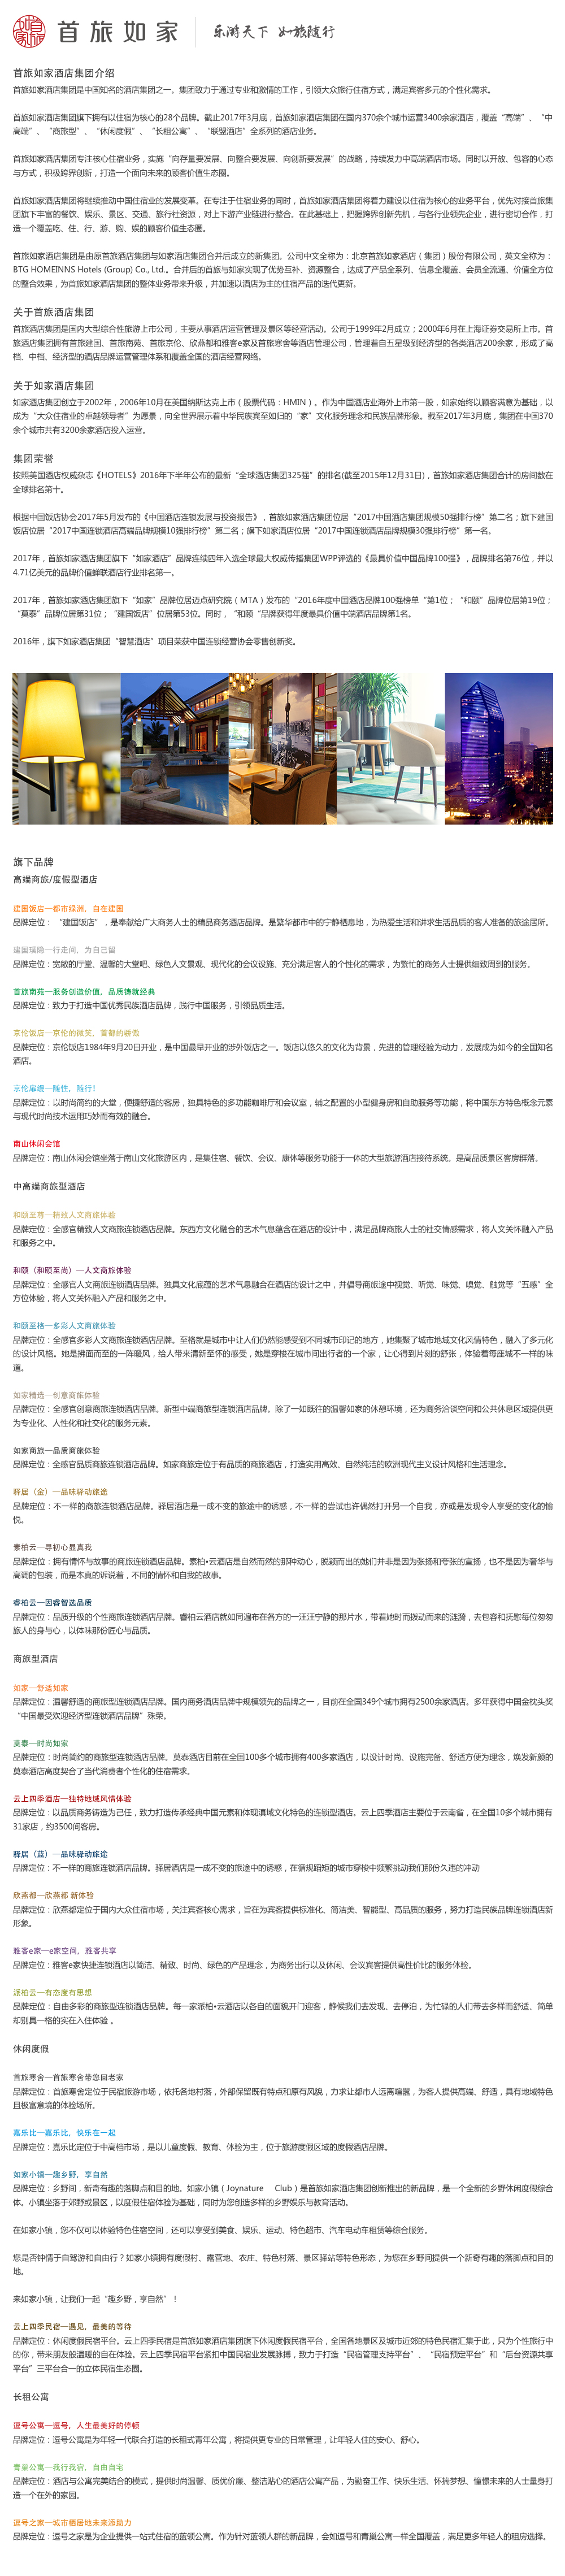 首旅如家 乐游天下 如旅随行
首旅如家酒店集团介绍
首旅如家酒店集团是中国知名的酒店集团之一。集团致力于通过专业和激情的工作，引领大众旅行住宿方式，满足宾客多元的个性化需求。
首旅如家酒店集团旗下拥有以住宿为核心的28个品牌。截止2017年3月底，首旅如家酒店集团在国内370余个城市运营3400余家酒店，覆盖“高端”、“中
高端”、“商旅型”、“休闲度假”、“长租公寓”、“联盟酒店”全系列的酒店业务。
首旅如家酒店集团专注核心住宿业务，实施“向存量要发展、向整合要发展、向创新要发展”的战略，持续发力中高端酒店市场。同时以开放、包容的心态
与方式，积极跨界创新，打造一个面向未来的顾客价值生态圈。
首旅如家酒店集团将继续推动中国住宿业的发展变革。在专注于住宿业务的同时，首旅如家酒店集团将着力建设以住宿为核心的业务平台，优先对接首旅集
团旗下丰富的餐饮、娱乐、景区、交通、旅行社资源，对上下游产业链进行整合。在此基础上，把握跨界创新先机，与各行业领先企业，进行密切合作，打
造一个覆盖吃、住、行、游、购、娱的顾客价值生态圈。
首旅如家酒店集团是由原首旅酒店集团与如家酒店集团合并后成立的新集团。公司中文全称为：北京首旅如家酒店（集团）股份有限公司，英文全称为：
BTG HOMEINNS Hotels (Group) Co., Ltd.。合并后的首旅与如家实现了优势互补、资源整合，达成了产品全系列、信息全覆盖、会员全流通、价值全方位
的整合效果，为首旅如家酒店集团的整体业务带来升级，并加速以酒店为主的住宿产品的迭代更新。
关于首旅酒店集团
首旅酒店集团是国内大型综合性旅游上市公司，主要从事酒店运营管理及景区等经营活动。公司于1999年2月成立；2000年6月在上海证券交易所上市。首
旅酒店集团拥有首旅建国、首旅南苑、首旅京伦、欣燕都和雅客e家及首旅寒舍等酒店管理公司，管理着自五星级到经济型的各类酒店200余家，形成了高
档、中档、经济型的酒店品牌运营管理体系和覆盖全国的酒店经营网络。
关于如家酒店集团
如家酒店集团创立于2002年，2006年10月在美国纳斯达克上市（股票代码：HMIN）。作为中国酒店业海外上市第一股，如家始终以顾客满意为基础，以
成为“大众住宿业的卓越领导者”为愿景，向全世界展示着中华民族宾至如归的“家”文化服务理念和民族品牌形象。截至2017年3月底，集团在中国370
余个城市共有3200余家酒店投入运营。
集团荣誉
按照美国酒店权威杂志《HOTELS》2016年下半年公布的最新“全球酒店集团325强”的排名(截至2015年12月31日)，首旅如家酒店集团合计的房间数在
全球排名第十。
根据中国饭店协会2017年5月发布的《中国酒店连锁发展与投资报告》，首旅如家酒店集团位居“2017中国酒店集团规模50强排行榜”第二名；旗下建国
饭店位居“2017中国连锁酒店高端品牌规模10强排行榜”第二名；旗下如家酒店位居“2017中国连锁酒店品牌规模30强排行榜”第一名。
2017年，首旅如家酒店集团旗下“如家酒店”品牌连续四年入选全球最大权威传播集团WPP评选的《最具价值中国品牌100强》，品牌排名第76位，并以
4.71亿美元的品牌价值蝉联酒店行业排名第一。
2017年，首旅如家酒店集团旗下“如家”品牌位居迈点研究院（MTA）发布的“2016年度中国酒店品牌100强榜单“第1位；“和颐”品牌位居第19位；
“莫泰”品牌位居第31位；“建国饭店”位居第53位。同时，“和颐“品牌获得年度最具价值中端酒店品牌第1名。
2016年，旗下如家酒店集团“智慧酒店”项目荣获中国连锁经营协会零售创新奖。
旗下品牌
高端商旅/度假型酒店
建国饭店—都市绿洲，自在建国
品牌定位： “建国饭店”，是奉献给广大商务人士的精品商务酒店品牌。是繁华都市中的宁静栖息地，为热爱生活和讲求生活品质的客人准备的旅途居所。
建国璞隐—行走间，为自己留
品牌定位：宽敞的厅堂、温馨的大堂吧、绿色人文景观、现代化的会议设施、充分满足客人的个性化的需求，为繁忙的商务人士提供细致周到的服务。
首旅南苑—服务创造价值，品质铸就经典
品牌定位：致力于打造中国优秀民族酒店品牌，践行中国服务，引领品质生活。
京伦饭店—京伦的微笑，首都的骄傲
品牌定位：京伦饭店1984年9月20日开业，是中国最早开业的涉外饭店之一。饭店以悠久的文化为背景，先进的管理经验为动力，发展成为如今的全国知名
酒店。
京伦扉缦—随性，随行！
品牌定位：以时尚简约的大堂，便捷舒适的客房，独具特色的多功能咖啡厅和会议室，辅之配置的小型健身房和自助服务等功能，将中国东方特色概念元素
与现代时尚技术运用巧妙而有效的融合。
南山休闲会馆
品牌定位：南山休闲会馆坐落于南山文化旅游区内，是集住宿、餐饮、会议、康体等服务功能于一体的大型旅游酒店接待系统。是高品质景区客房群落。
中高端商旅型酒店
和颐至尊—精致人文商旅体验
品牌定位：全感官精致人文商旅连锁酒店品牌。东西方文化融合的艺术气息蕴含在酒店的设计中，满足品牌商旅人士的社交情感需求，将人文关怀融入产品
和服务之中。
和颐（和颐至尚）—人文商旅体验
品牌定位：全感官人文商旅连锁酒店品牌。独具文化底蕴的艺术气息融合在酒店的设计之中，并倡导商旅途中视觉、听觉、味觉、嗅觉、触觉等“五感”全
方位体验，将人文关怀融入产品和服务之中。
和颐至格—多彩人文商旅体验
品牌定位：全感官多彩人文商旅连锁酒店品牌。至格就是城市中让人们仍然能感受到不同城市印记的地方，她集聚了城市地域文化风情特色，融入了多元化
的设计风格。她是拂面而至的一阵暖风，给人带来清新至怀的感受，她是穿梭在城市间出行者的一个家，让心得到片刻的舒张，体验着每座城不一样的味
道。
如家精选—创意商旅体验
品牌定位：全感官创意商旅连锁酒店品牌。新型中端商旅型连锁酒店品牌。除了一如既往的温馨如家的休憩环境，还为商务洽谈空间和公共休息区域提供更
为专业化、人性化和社交化的服务元素。
如家商旅—品质商旅体验
品牌定位：全感官品质商旅连锁酒店品牌。如家商旅定位于有品质的商旅酒店，打造实用高效、自然纯洁的欧洲现代主义设计风格和生活理念。
驿居（金）—品味驿动旅途
品牌定位：不一样的商旅连锁酒店品牌。驿居酒店是一成不变的旅途中的诱惑，不一样的尝试也许偶然打开另一个自我，亦或是发现令人享受的变化的愉
悦。
素柏云—寻初心显真我
品牌定位：拥有情怀与故事的商旅连锁酒店品牌。素柏•云酒店是自然而然的那种动心，脱颖而出的她们并非是因为张扬和夸张的宣扬，也不是因为奢华与
高调的包装，而是本真的诉说着，不同的情怀和自我的故事。
睿柏云—因睿智选品质
品牌定位：品质升级的个性商旅连锁酒店品牌。睿柏云酒店就如同遍布在各方的一汪汪宁静的那片水，带着她时而拨动而来的涟漪，去包容和抚慰每位匆匆
旅人的身与心，以体味那份匠心与品质。
商旅型酒店
如家—舒适如家
品牌定位：温馨舒适的商旅型连锁酒店品牌。国内商务酒店品牌中规模领先的品牌之一，目前在全国349个城市拥有2500余家酒店。多年获得中国金枕头奖
“中国最受欢迎经济型连锁酒店品牌”殊荣。
莫泰—时尚如家
品牌定位：时尚简约的商旅型连锁酒店品牌。莫泰酒店目前在全国100多个城市拥有400多家酒店，以设计时尚、设施完备、舒适方便为理念，焕发新颜的
莫泰酒店高度契合了当代消费者个性化的住宿需求。
云上四季酒店—独特地域风情体验
品牌定位：以品质商务铸造为己任，致力打造传承经典中国元素和体现滇域文化特色的连锁型酒店。云上四季酒店主要位于云南省，在全国10多个城市拥有
31家店，约3500间客房。
驿居（蓝）—品味驿动旅途
品牌定位：不一样的商旅连锁酒店品牌。驿居酒店是一成不变的旅途中的诱惑，在循规蹈矩的城市穿梭中频繁挑动我们那份久违的冲动
欣燕都—欣燕都 新体验
品牌定位：欣燕都定位于国内大众住宿市场，关注宾客核心需求，旨在为宾客提供标准化、简洁美、智能型、高品质的服务，努力打造民族品牌连锁酒店新
形象。
雅客e家—e家空间，雅客共享
品牌定位：雅客e家快捷连锁酒店以简洁、精致、时尚、绿色的产品理念，为商务出行以及休闲、会议宾客提供高性价比的服务体验。
派柏云—有态度有思想
品牌定位：自由多彩的商旅型连锁酒店品牌。每一家派柏•云酒店以各自的面貌开门迎客，静候我们去发现、去停泊，为忙碌的人们带去多样而舒适、简单
却别具一格的实在入住体验 。
休闲度假
首旅寒舍—首旅寒舍带您回老家
品牌定位：首旅寒舍定位于民宿旅游市场，依托各地村落，外部保留既有特点和原有风貌，力求让都市人远离喧嚣，为客人提供高端、舒适，具有地域特色
且极富意境的体验场所。
嘉乐比—嘉乐比，快乐在一起
品牌定位：嘉乐比定位于中高档市场，是以儿童度假、教育、体验为主，位于旅游度假区域的度假酒店品牌。
如家小镇—趣乡野，享自然
品牌定位：乡野间，新奇有趣的落脚点和目的地。如家小镇（Joynature Club）是首旅如家酒店集团创新推出的新品牌，是一个全新的乡野休闲度假综合
体。小镇坐落于郊野或景区，以度假住宿体验为基础，同时为您创造多样的乡野娱乐与教育活动。
在如家小镇，您不仅可以体验特色住宿空间，还可以享受到美食、娱乐、运动、特色超市、汽车电动车租赁等综合服务。
您是否钟情于自驾游和自由行？如家小镇拥有度假村、露营地、农庄、特色村落、景区驿站等特色形态，为您在乡野间提供一个新奇有趣的落脚点和目的
地。
来如家小镇，让我们一起“趣乡野，享自然”！
云上四季民宿—遇见，最美的等待
品牌定位：休闲度假民宿平台。云上四季民宿是首旅如家酒店集团旗下休闲度假民宿平台，全国各地景区及城市近郊的特色民宿汇集于此，只为个性旅行中
的你，带来朋友般温暖的自在体验。云上四季民宿平台紧扣中国民宿业发展脉搏，致力于打造“民宿管理支持平台”、“民宿预定平台”和“后台资源共享
平台”三平台合一的立体民宿生态圈。
长租公寓
逗号公寓—逗号，人生最美好的停顿
品牌定位：逗号公寓是为年轻一代联合打造的长租式青年公寓，将提供更专业的日常管理，让年轻人住的安心、舒心。
青巢公寓—我行我宿，自由自宅
品牌定位：酒店与公寓完美结合的模式，提供时尚温馨、质优价廉、整洁贴心的酒店公寓产品，为勤奋工作、快乐生活、怀揣梦想、憧憬未来的人士量身打
造一个在外的家园。
逗号之家—城市栖居地未来添助力
品牌定位：逗号之家是为企业提供一站式住宿的蓝领公寓。作为针对蓝领人群的新品牌，会如逗号和青巢公寓一样全国覆盖，满足更多年轻人的租房选择。